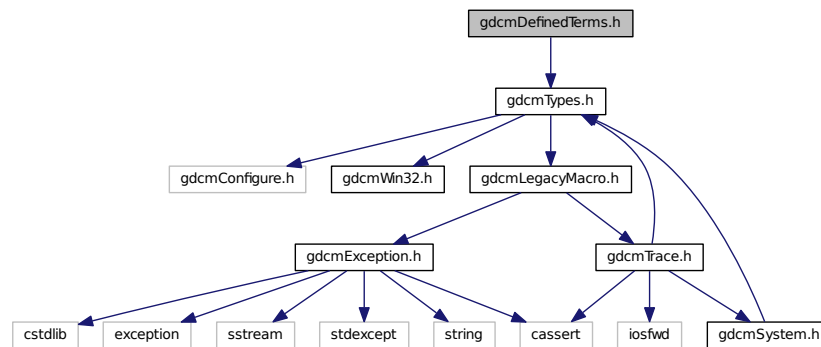 gdcmDefinedTerms.h
gdcmTypes.h
gdcmConfigure.h
gdcmWin32.h
gdcmLegacyMacro.h
gdcmException.h
gdcmTrace.h
cstdlib
exception
sstream
stdexcept
string
cassert
iosfwd
gdcmSystem.h